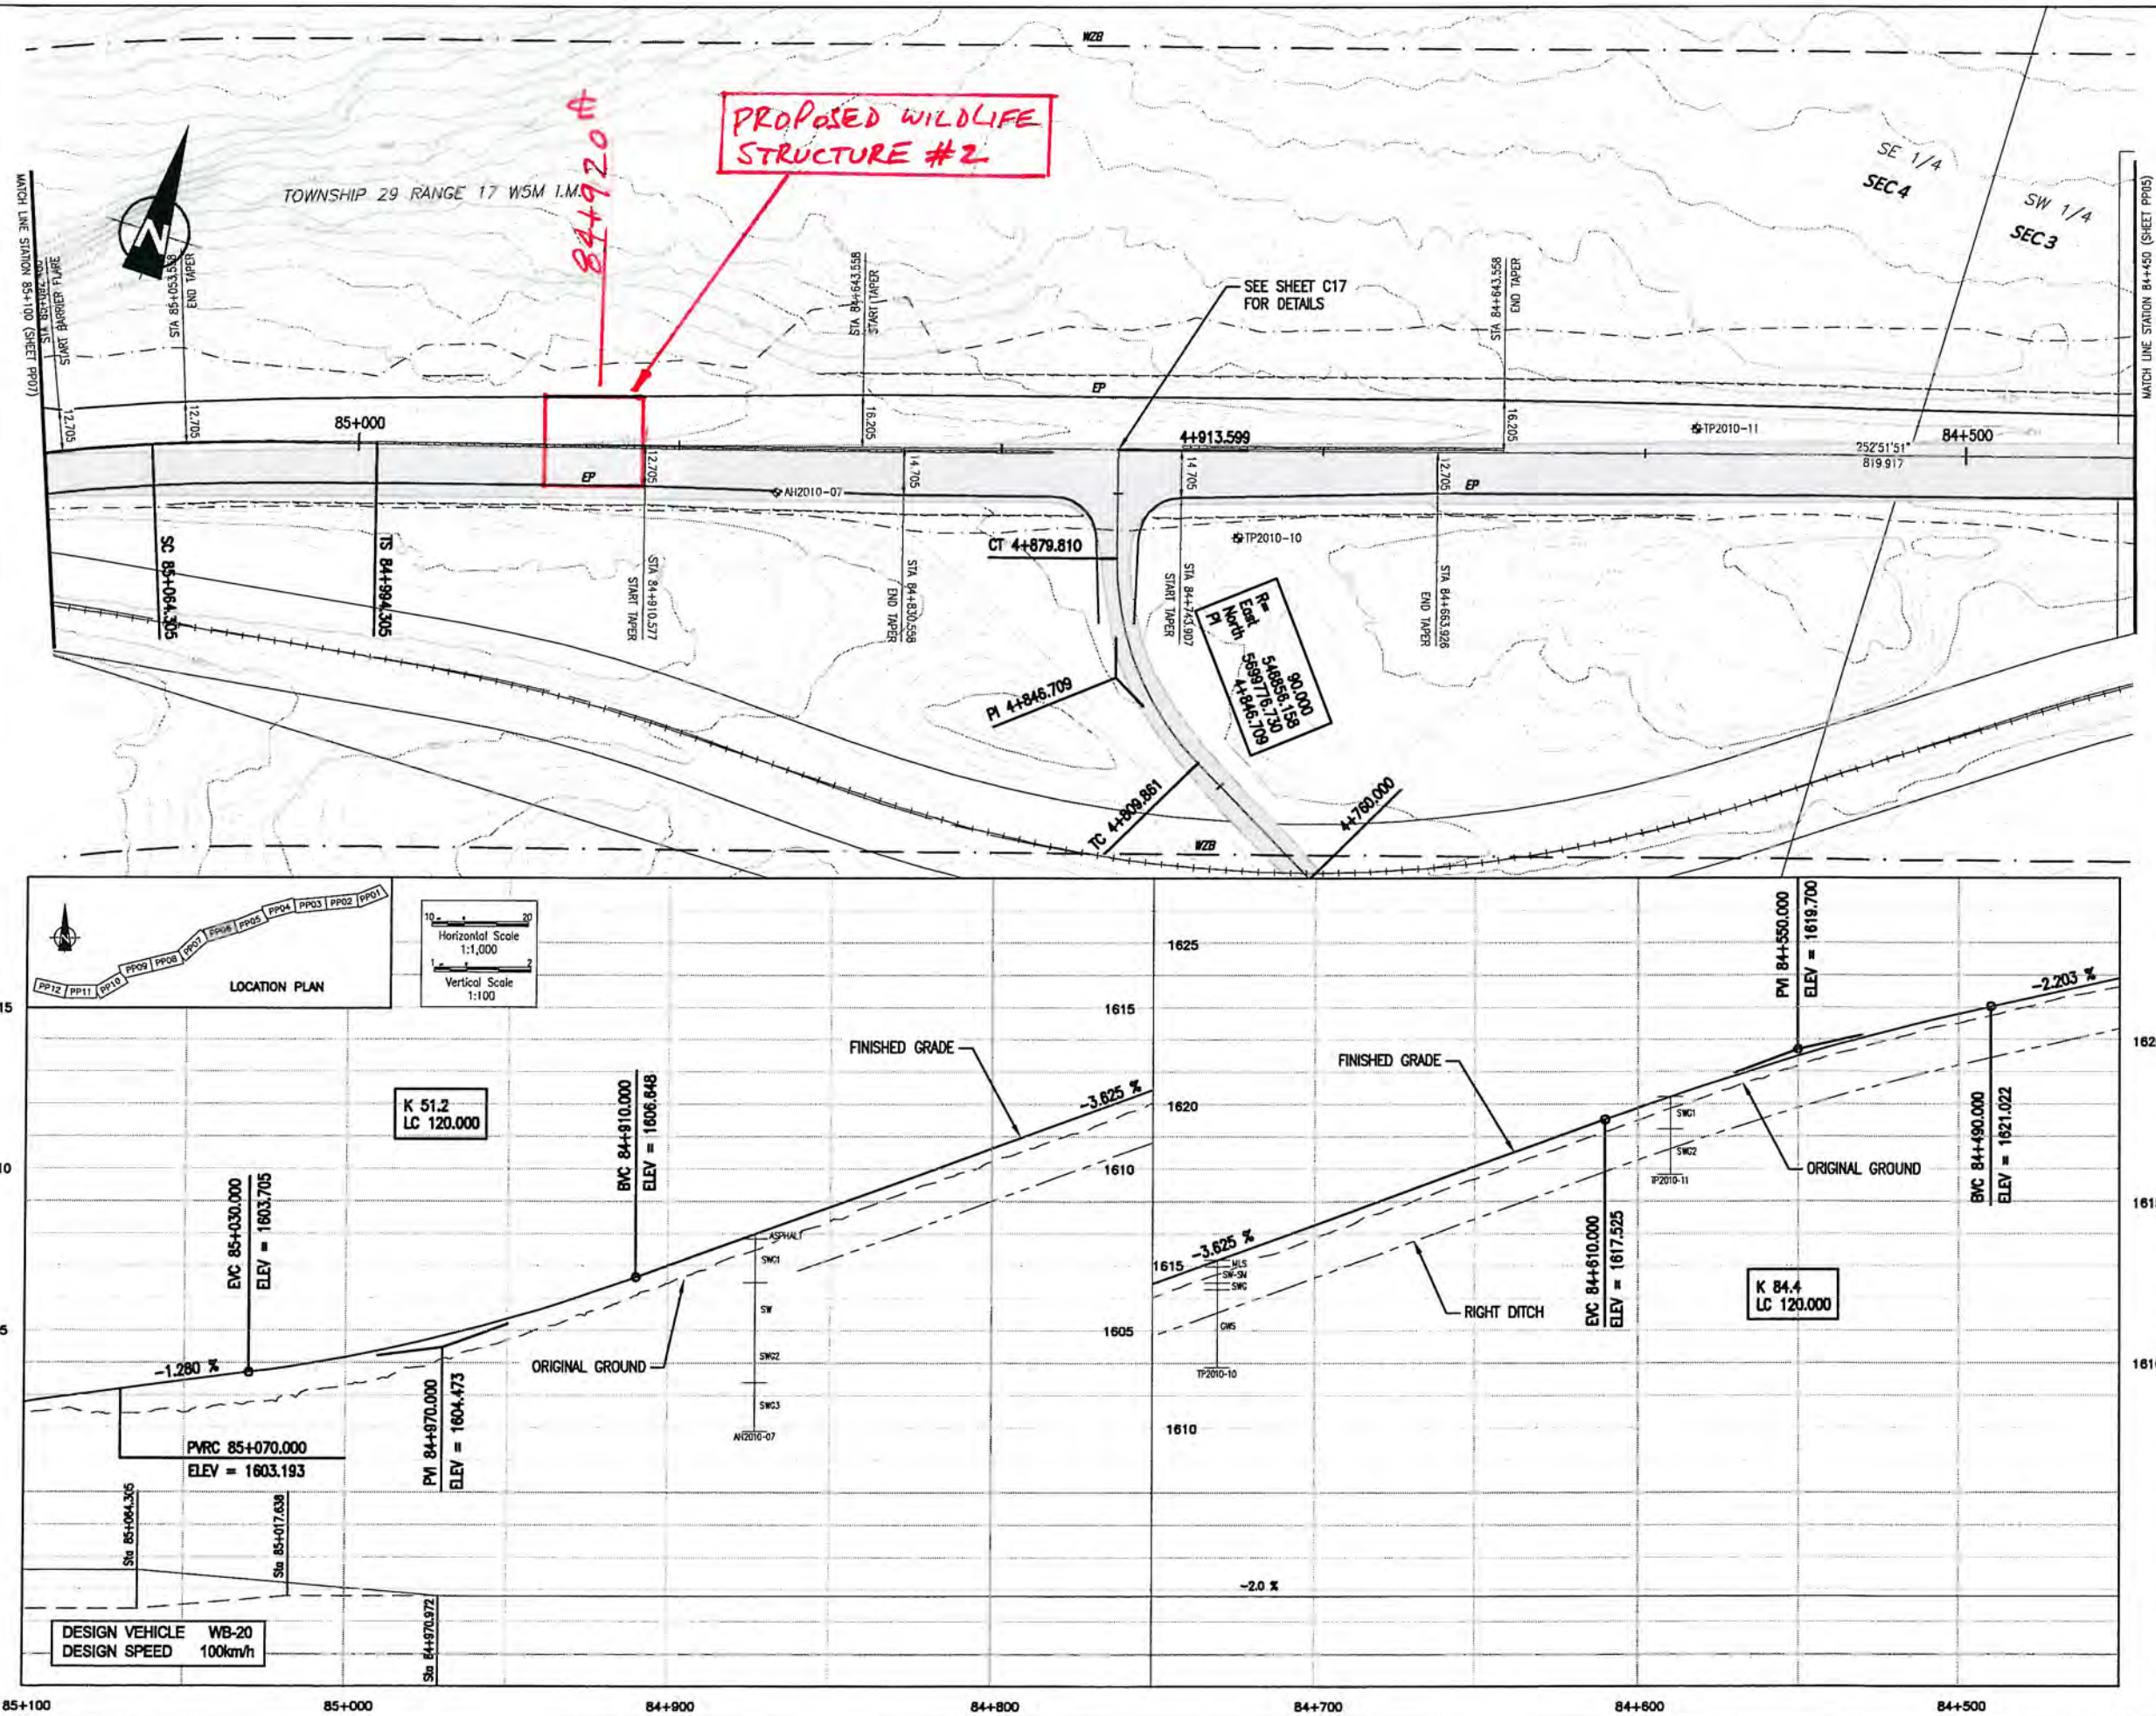 WZB
84+920 ℄
PROPOSED WILDLIFE
STRUCTURE #2
TOWNSHIP 29 RANGE 17 W5M I.M.
N
SE 1/4
SEC 4
SW 1/4
SEC 3
MATCH LINE STATION 85+100 (SHEET PP07)
START BARRIER FLARE
12.705
STA 85+053.558
END TAPER
12.705
STA 84+643.558
START TAPER
16.205
SEE SHEET C17
FOR DETAILS
STA 84+643.558
END TAPER
16.205
MATCH LINE STATION 84+450 (SHEET PP05)
EP
85+000
4+913.599
TP2010-11
84+500
252°51'51"
819.917
EP
12.705
AH2010-07
14.705
14.705
12.705
EP
SC 85+064.305
TS 84+994.305
STA 84+910.577
START TAPER
STA 84+830.558
END TAPER
CT 4+879.810
TP2010-10
STA 84+743.907
START TAPER
STA 84+663.926
END TAPER
R= 90.000
East 546856.158
North 5699776.730
PI 4+846.709
PI 4+846.709
TC 4+809.861
4+760.000
WZB
PP12 PP11 PP10 PP09 PP08 PP07 PP06 PP05 PP04 PP03 PP02 PP01
N
LOCATION PLAN
10 20
Horizontal Scale
1:1,000
1 2
Vertical Scale
1:100
1625
1615
1620
1610
1615
1605
1610
15
10
5
K 51.2
LC 120.000
EVC 85+030.000
ELEV = 1603.705
BVC 84+910.000
ELEV = 1606.648
FINISHED GRADE
-3.625 %
ASPHALT
SWG1
SW
SWG2
SWG3
AH2010-07
ORIGINAL GROUND
-1.280 %
PVI 84+970.000
ELEV = 1604.473
PVRC 85+070.000
ELEV = 1603.193
PVI 84+550.000
ELEV = 1619.700
-2.203 %
FINISHED GRADE
SWG1
SWG2
TP2010-11
ORIGINAL GROUND
BVC 84+490.000
ELEV = 1621.022
EVC 84+610.000
ELEV = 1617.525
-3.625 %
MLS
SW-SM
SWG
GWS
TP2010-10
RIGHT DITCH
K 84.4
LC 120.000
Sta 85+064.305
Sta 85+017.638
Sta 84+970.972
-2.0 %
DESIGN VEHICLE WB-20
DESIGN SPEED 100km/h
85+100 85+000 84+900 84+800 84+700 84+600 84+500